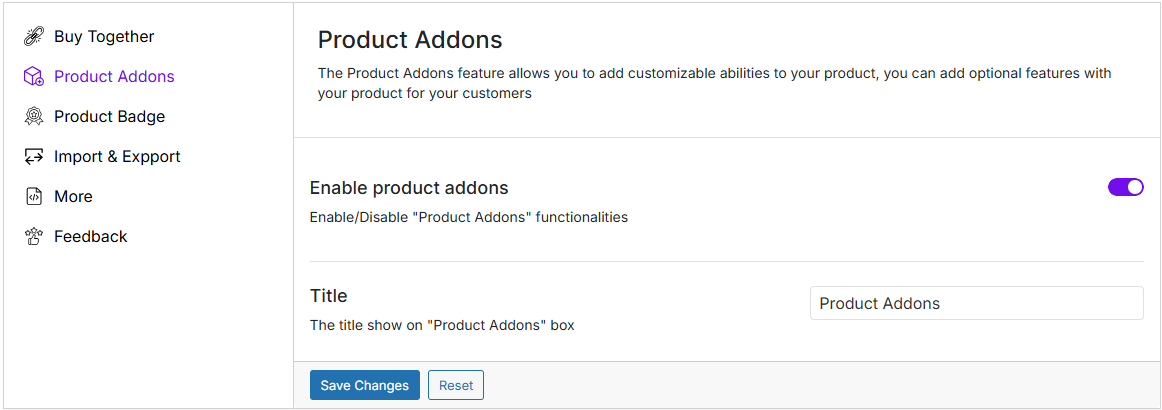 Buy Together
Product Addons
Product Badge
Import & Expport
More
Feedback
Product Addons
The Product Addons feature allows you to add customizable abilities to your product, you can add optional features with
your product for your customers
Enable product addons
Enable/Disable "Product Addons" functionalities
Title
The title show on "Product Addons" box
Product Addons
Save Changes
Reset